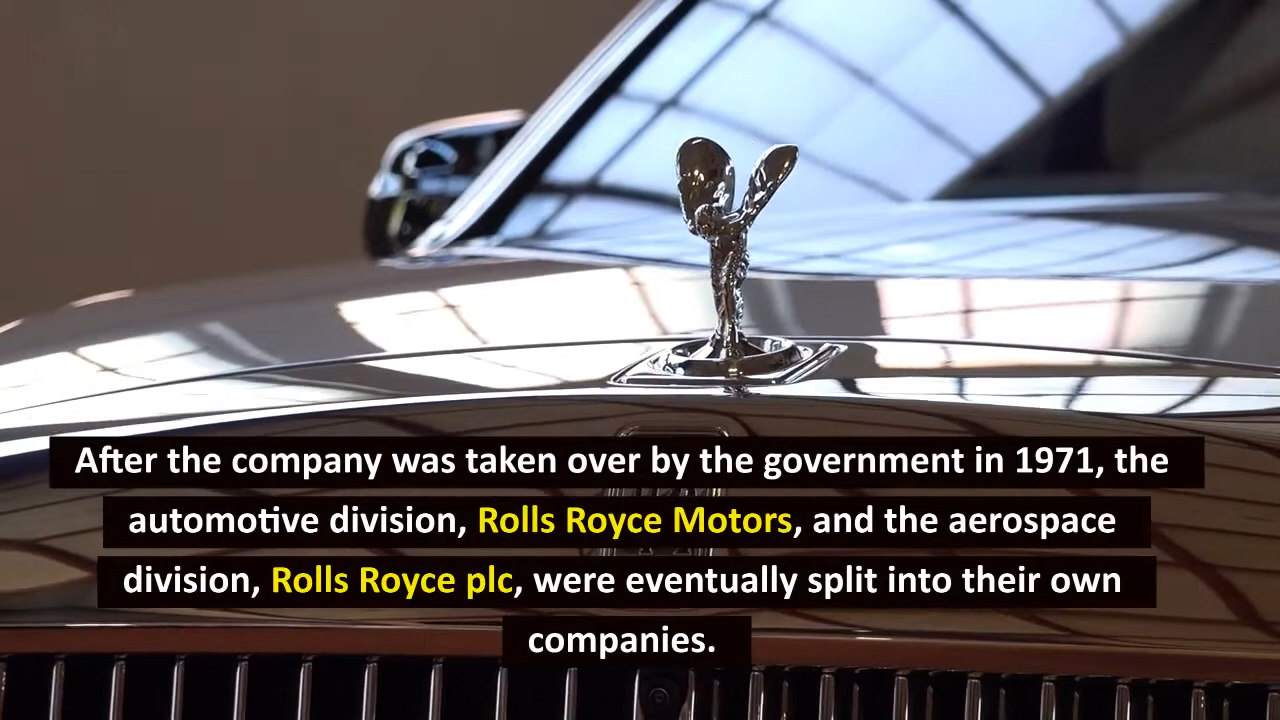 After the company was taken over by the government in 1971, the
automotive division, Rolls Royce Motors, and the aerospace
division, Rolls Royce plc, were eventually split into their own
companies.